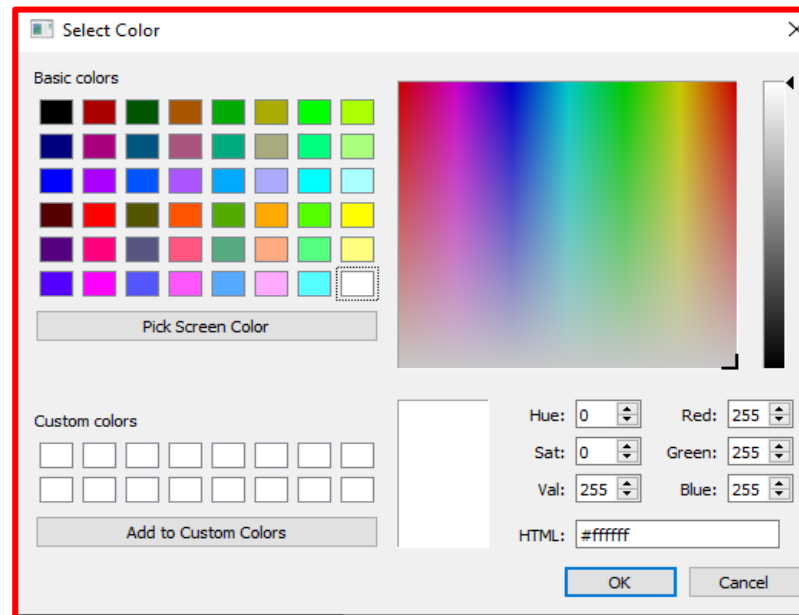 Select Color
Basic colors
Pick Screen Color
Custom colors
Add to Custom Colors
Hue: 0 Red: 255
Sat: 0 Green: 255
Val: 255 Blue: 255
HTML: #ffffff
OK Cancel